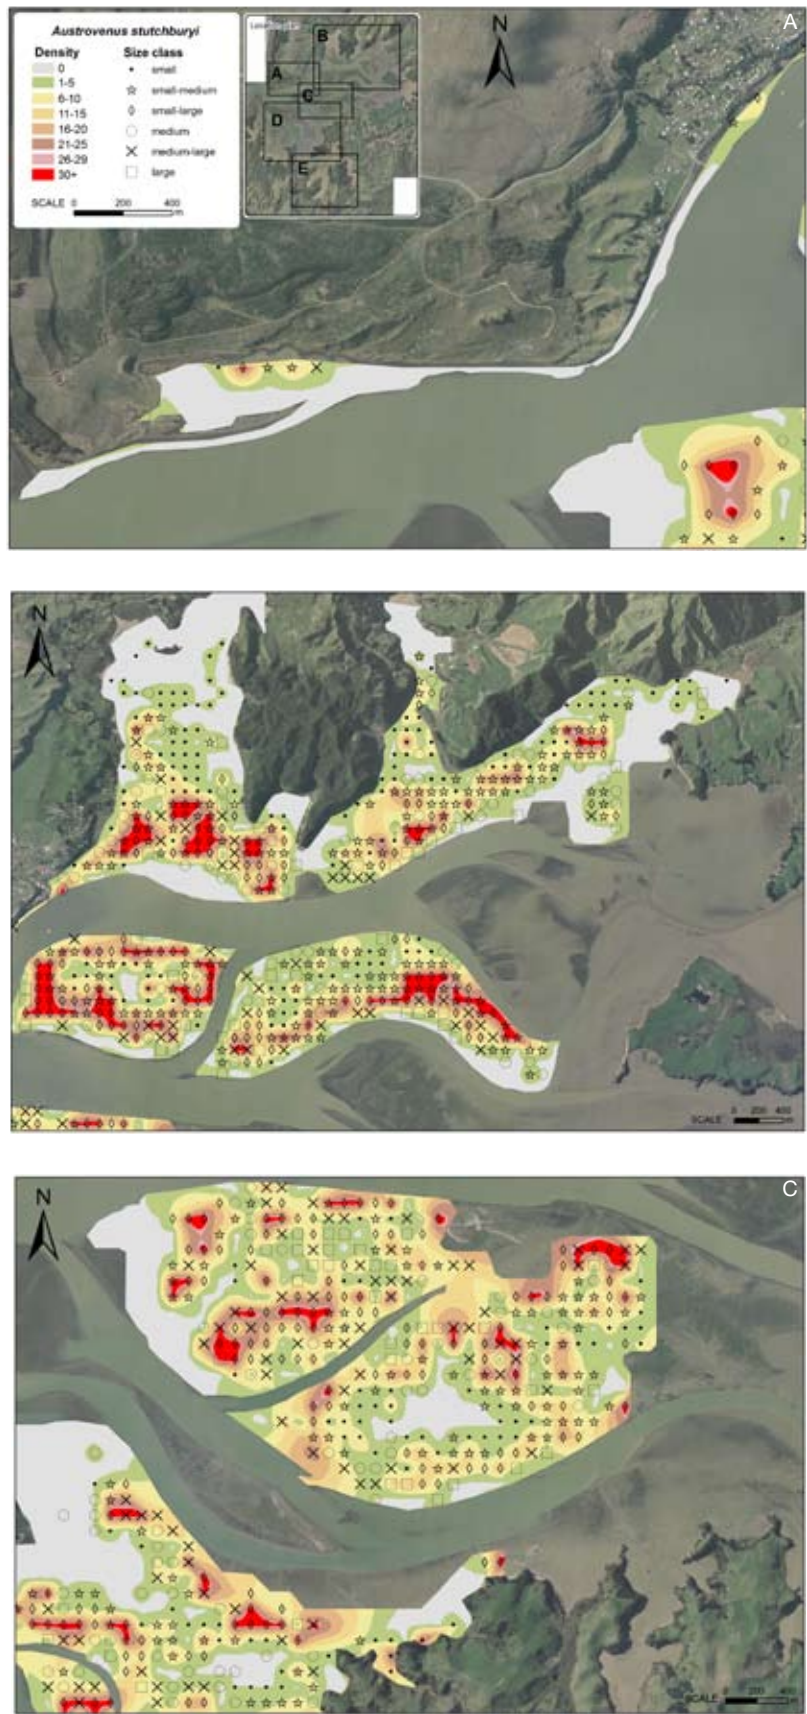 A
N
Austrovenus stutchburyi
Density
Size class
0
small
1-5
small-medium
6-10
small-large
11-15
medium
16-20
medium-large
21-25
large
26-29
30+
SCALE 0 200 400
m
B
A
C
D
E
N
SCALE 0 200 400
m
C
N
SCALE 0 200 400